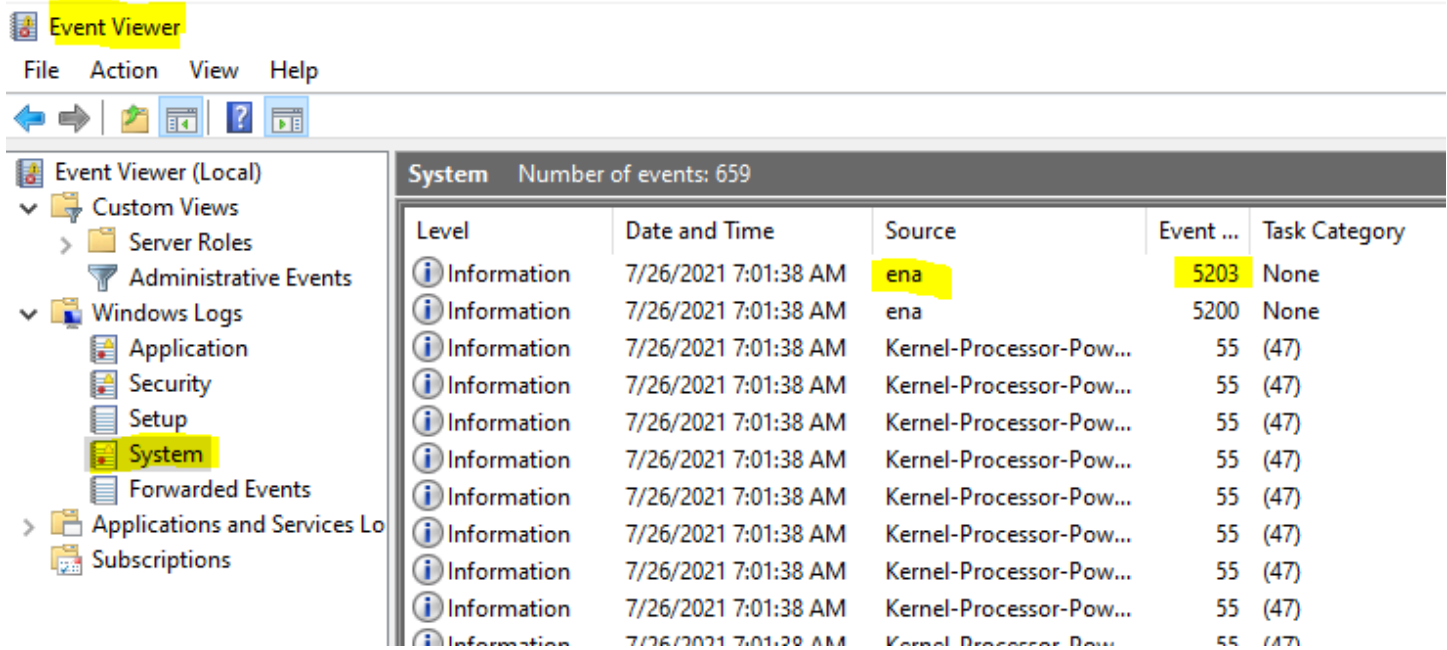 Event Viewer
File Action View Help
Event Viewer (Local)
Custom Views
Server Roles
Administrative Events
Windows Logs
Application
Security
Setup
System
Forwarded Events
Applications and Services Lo
Subscriptions
System Number of events: 659
Level Date and Time Source Event ... Task Category
Information 7/26/2021 7:01:38 AM ena 5203 None
Information 7/26/2021 7:01:38 AM ena 5200 None
Information 7/26/2021 7:01:38 AM Kernel-Processor-Pow... 55 (47)
Information 7/26/2021 7:01:38 AM Kernel-Processor-Pow... 55 (47)
Information 7/26/2021 7:01:38 AM Kernel-Processor-Pow... 55 (47)
Information 7/26/2021 7:01:38 AM Kernel-Processor-Pow... 55 (47)
Information 7/26/2021 7:01:38 AM Kernel-Processor-Pow... 55 (47)
Information 7/26/2021 7:01:38 AM Kernel-Processor-Pow... 55 (47)
Information 7/26/2021 7:01:38 AM Kernel-Processor-Pow... 55 (47)
Information 7/26/2021 7:01:38 AM Kernel-Processor-Pow... 55 (47)
Information 7/26/2021 7:01:38 AM Kernel-Processor-Pow... 55 (47)